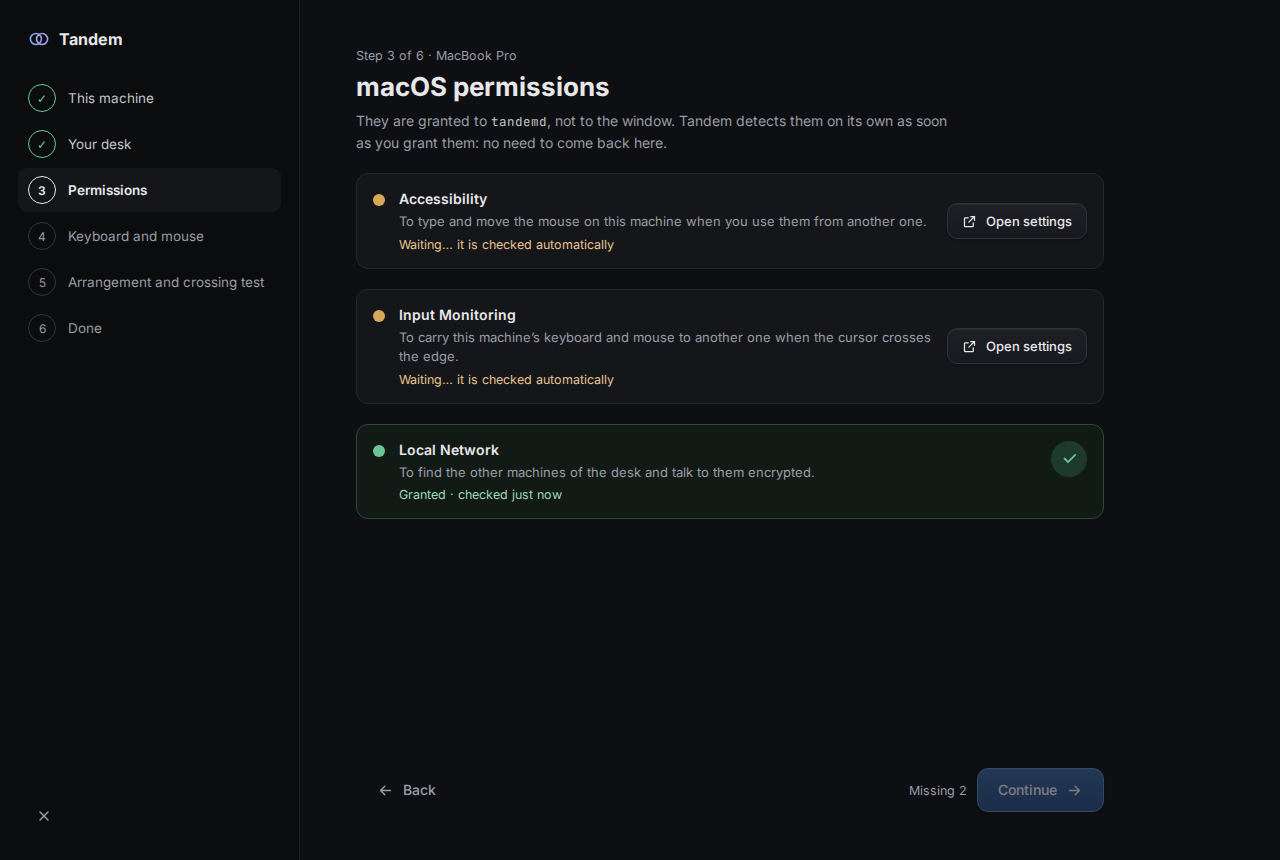 Tandem
✓ This machine
✓ Your desk
3 Permissions
4 Keyboard and mouse
5 Arrangement and crossing test
6 Done
Step 3 of 6 · MacBook Pro
macOS permissions
They are granted to tandemd, not to the window. Tandem detects them on its own as soon
as you grant them: no need to come back here.
Accessibility
To type and move the mouse on this machine when you use them from another one.
Waiting… it is checked automatically
Open settings
Input Monitoring
To carry this machine’s keyboard and mouse to another one when the cursor crosses
the edge.
Waiting… it is checked automatically
Open settings
Local Network
To find the other machines of the desk and talk to them encrypted.
Granted · checked just now
← Back
Missing 2
Continue →